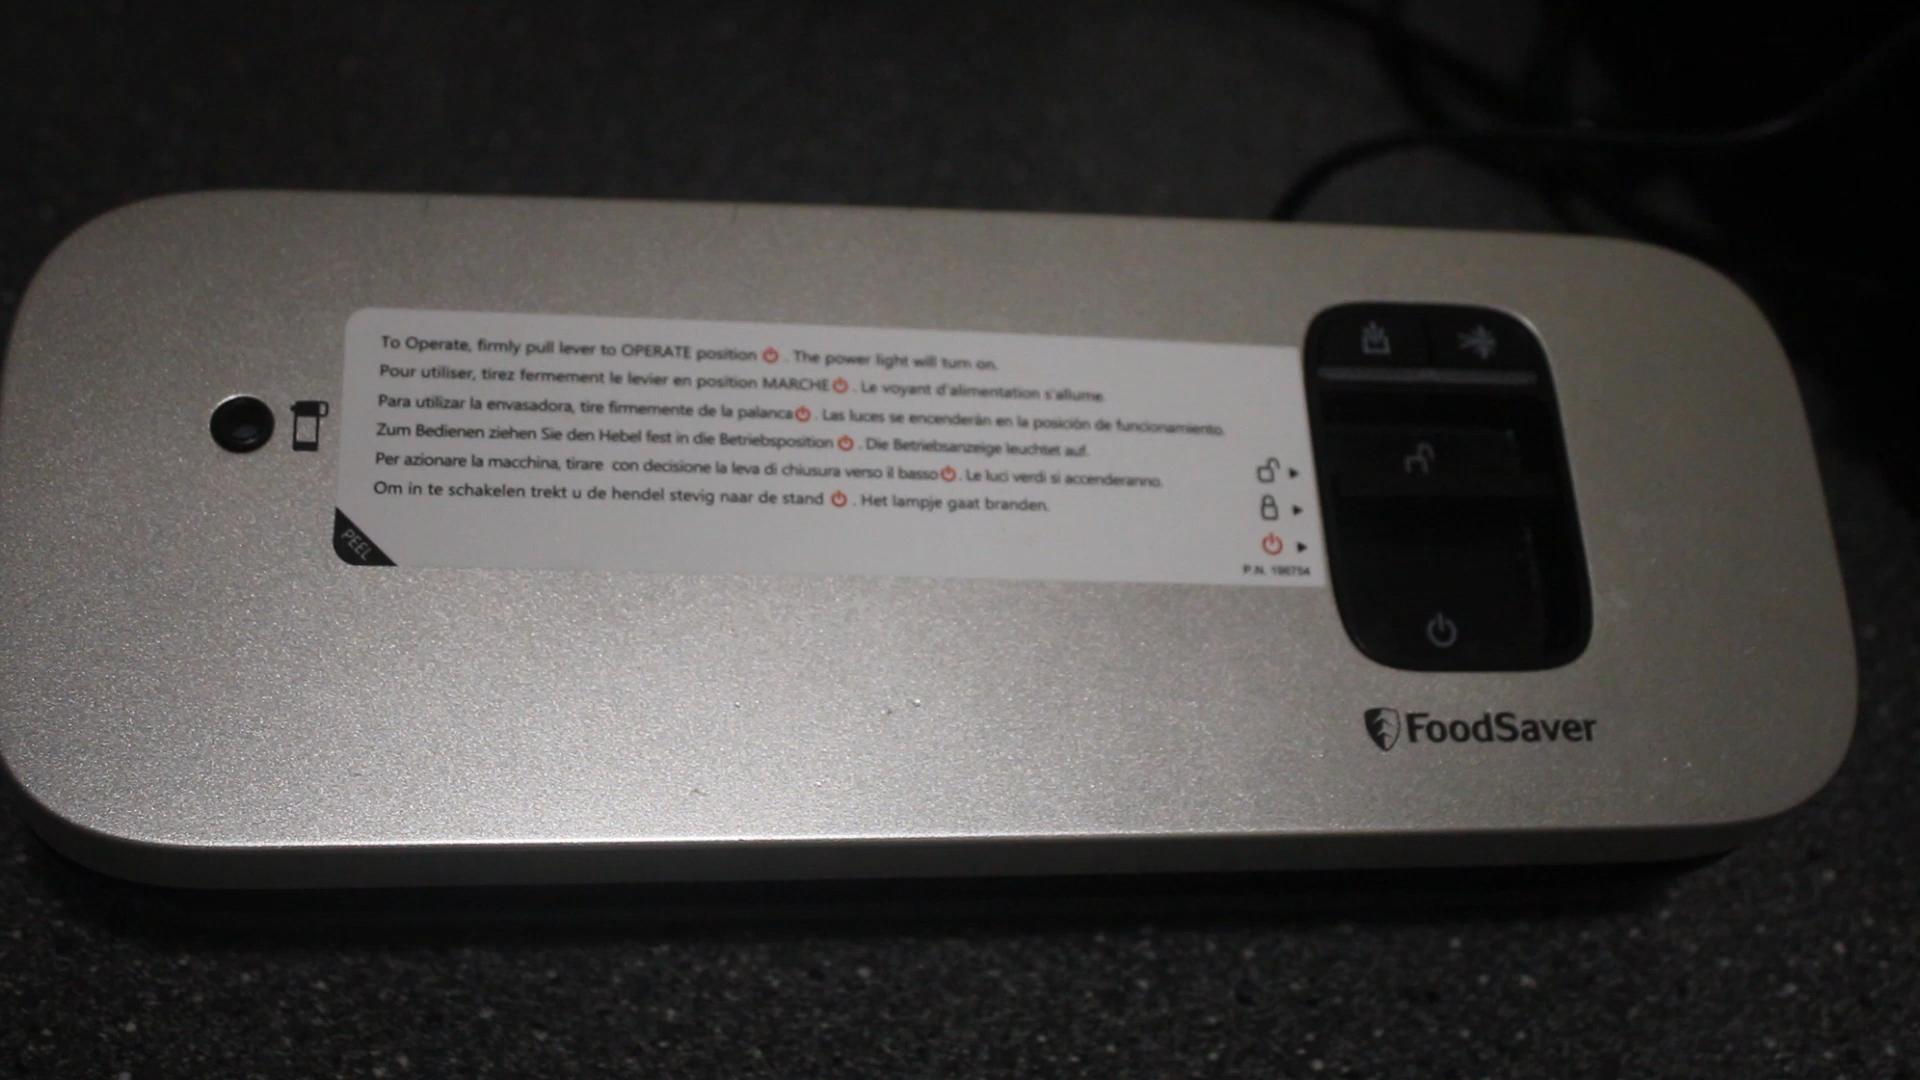 To Operate, firmly pull lever to OPERATE position . The power light will turn on.
Pour utiliser, tirez fermement le levier en position MARCHE . Le voyant d'alimentation s'allume.
Para utilizar la envasadora, tire firmemente de la palanca . Las luces se encenderán en la posición de funcionamiento.
Zum Bedienen ziehen Sie den Hebel fest in die Betriebsposition . Die Betriebsanzeige leuchtet auf.
Per azionare la macchina, tirare con decisione la leva di chiusura verso il basso . Le luci verdi si accenderanno.
Om in te schakelen trekt u de hendel stevig naar de stand . Het lampje gaat branden.
PEEL
P.N. 196754
FoodSaver